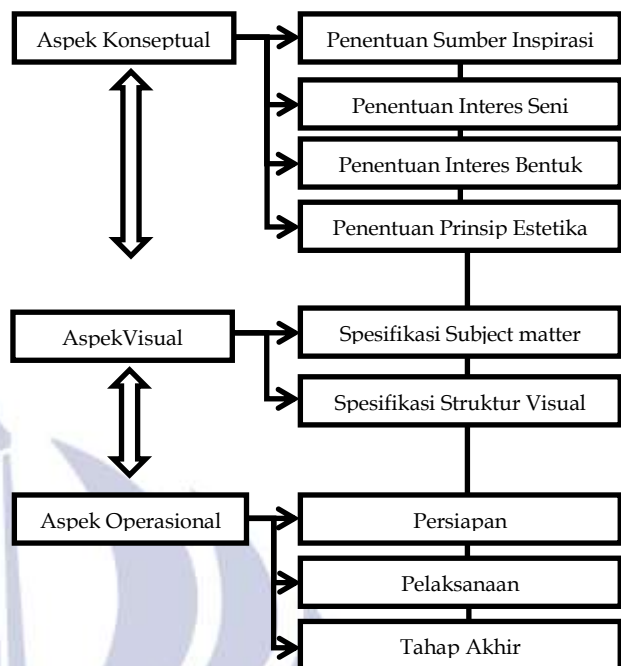 Aspek Konseptual
Penentuan Sumber Inspirasi
Penentuan Interes Seni
Penentuan Interes Bentuk
Penentuan Prinsip Estetika
AspekVisual
Spesifikasi Subject matter
Spesifikasi Struktur Visual
Aspek Operasional
Persiapan
Pelaksanaan
Tahap Akhir